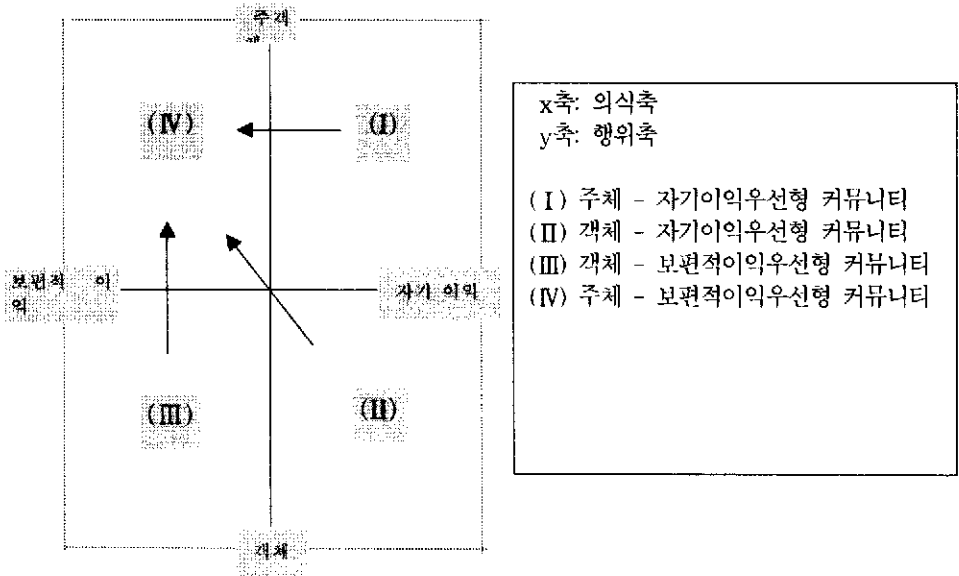 주체
(Ⅳ)
(Ⅰ)
보편적 이
익
자기 이익
(Ⅲ)
(Ⅱ)
객체
x축: 의식축
y축: 행위축
(Ⅰ) 주체 - 자기이익우선형 커뮤니티
(Ⅱ) 객체 - 자기이익우선형 커뮤니티
(Ⅲ) 객체 - 보편적이익우선형 커뮤니티
(Ⅳ) 주체 - 보편적이익우선형 커뮤니티